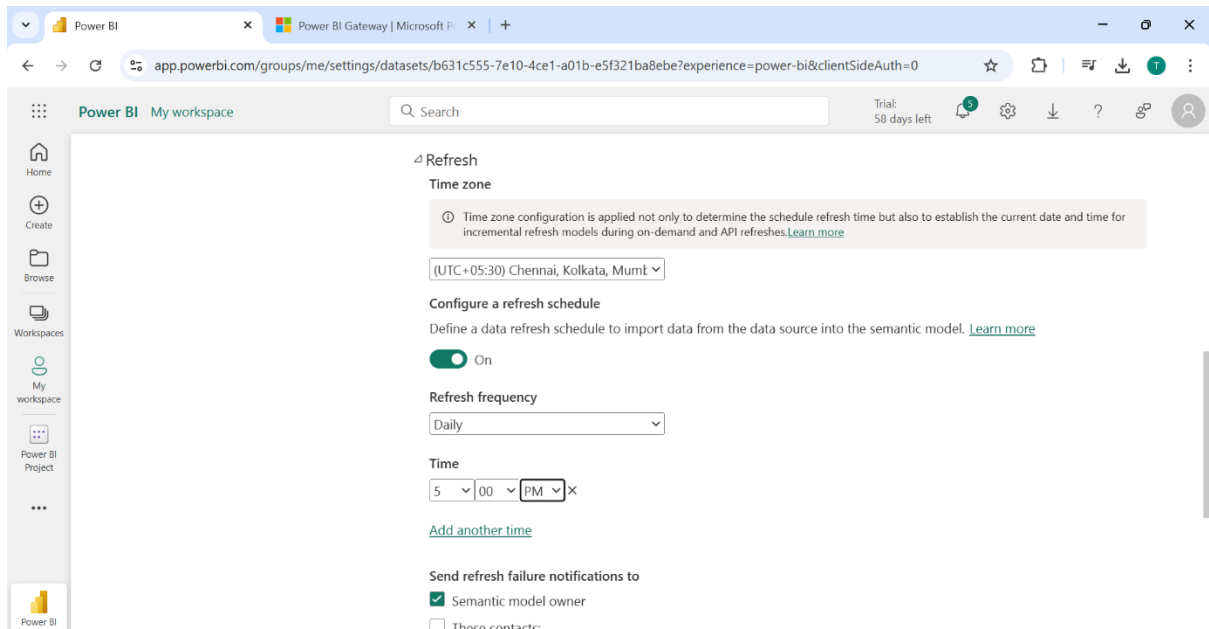 Power BI
Power BI Gateway | Microsoft P
app.powerbi.com/groups/me/settings/datasets/b631c555-7e10-4ce1-a01b-e5f321ba8ebe?experience=power-bi&clientSideAuth=0
T
Power BI My workspace
Search
Trial:
58 days left
5
?
Home
Create
Browse
Workspaces
My
workspace
Power BI
Project
Power BI
Refresh
Time zone
Time zone configuration is applied not only to determine the schedule refresh time but also to establish the current date and time for
incremental refresh models during on-demand and API refreshes.Learn more
(UTC+05:30) Chennai, Kolkata, Mumb
Configure a refresh schedule
Define a data refresh schedule to import data from the data source into the semantic model. Learn more
On
Refresh frequency
Daily
Time
5 00 PM
Add another time
Send refresh failure notifications to
Semantic model owner
These contacts: